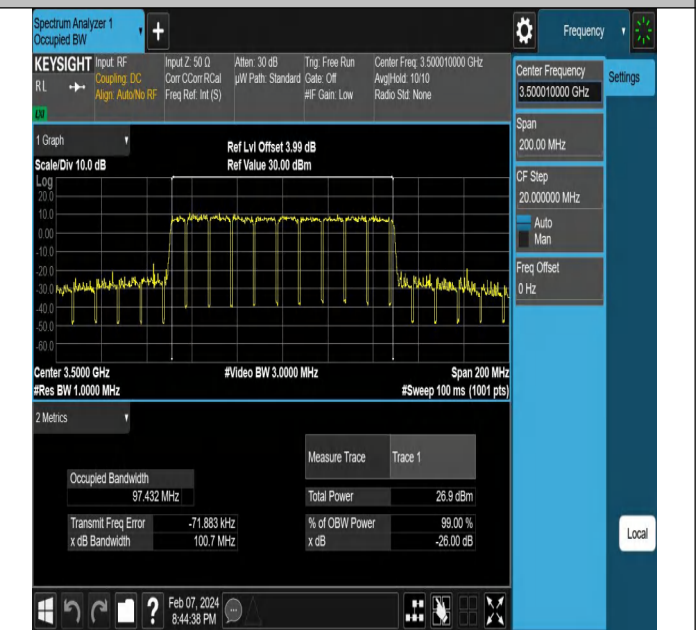 Spectrum Analyzer 1
Occupied BW
Frequency
KEYSIGHT
RL
LXI
Input: RF
Coupling: DC
Align: Auto/No RF
Input Z: 50 Ω
Corr CCorr RCal
Freq Ref: Int (S)
Atten: 30 dB
µW Path: Standard
Trig: Free Run
Gate: Off
#IF Gain: Low
Center Freq: 3.500010000 GHz
Avg|Hold: 10/10
Radio Std: None
Center Frequency
3.500010000 GHz
Settings
Span
200.00 MHz
CF Step
20.000000 MHz
Auto
Man
Freq Offset
0 Hz
1 Graph
Scale/Div 10.0 dB
Ref Lvl Offset 3.99 dB
Ref Value 30.00 dBm
Log
20.0
10.0
0.00
-10.0
-20.0
-30.0
-40.0
-50.0
-60.0
Center 3.5000 GHz
#Res BW 1.0000 MHz
#Video BW 3.0000 MHz
Span 200 MHz
#Sweep 100 ms (1001 pts)
2 Metrics
Measure Trace
Trace 1
Occupied Bandwidth
97.432 MHz
Total Power
26.9 dBm
Transmit Freq Error
-71.883 kHz
% of OBW Power
99.00 %
x dB Bandwidth
100.7 MHz
x dB
-26.00 dB
Local
?
Feb 07, 2024
8:44:38 PM